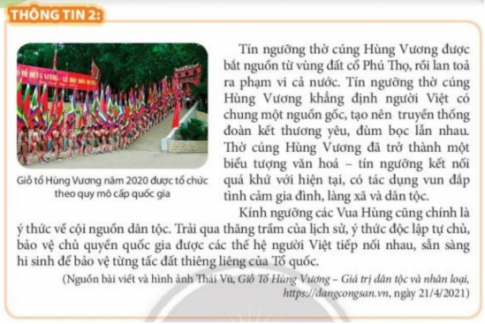 THÔNG TIN 2:
Tín ngưỡng thờ cúng Hùng Vương được
bắt nguồn từ vùng đất cổ Phú Thọ, rồi lan toả
ra phạm vi cả nước. Tín ngưỡng thờ cúng
Hùng Vương khẳng định người Việt có
chung một nguồn gốc, tạo nên truyền thống
đoàn kết thương yêu, đùm bọc lẫn nhau.
Thờ cúng Hùng Vương đã trở thành một
biểu tượng văn hoá – tín ngưỡng kết nối
quá khứ với hiện tại, có tác dụng vun đắp
tình cảm gia đình, làng xã và dân tộc.
Giỗ tổ Hùng Vương năm 2020 được tổ chức
theo quy mô cấp quốc gia
Kính ngưỡng các Vua Hùng cũng chính là
ý thức về cội nguồn dân tộc. Trải qua thăng trầm của lịch sử, ý thức độc lập tự chủ,
bảo vệ chủ quyền quốc gia được các thế hệ người Việt tiếp nối nhau, sẵn sàng
hi sinh để bảo vệ từng tấc đất thiêng liêng của Tổ quốc.
(Nguồn bài viết và hình ảnh Thái Vũ, Giỗ Tổ Hùng Vương – Giá trị dân tộc và nhân loại,
https://dangcongsan.vn, ngày 21/4/2021)